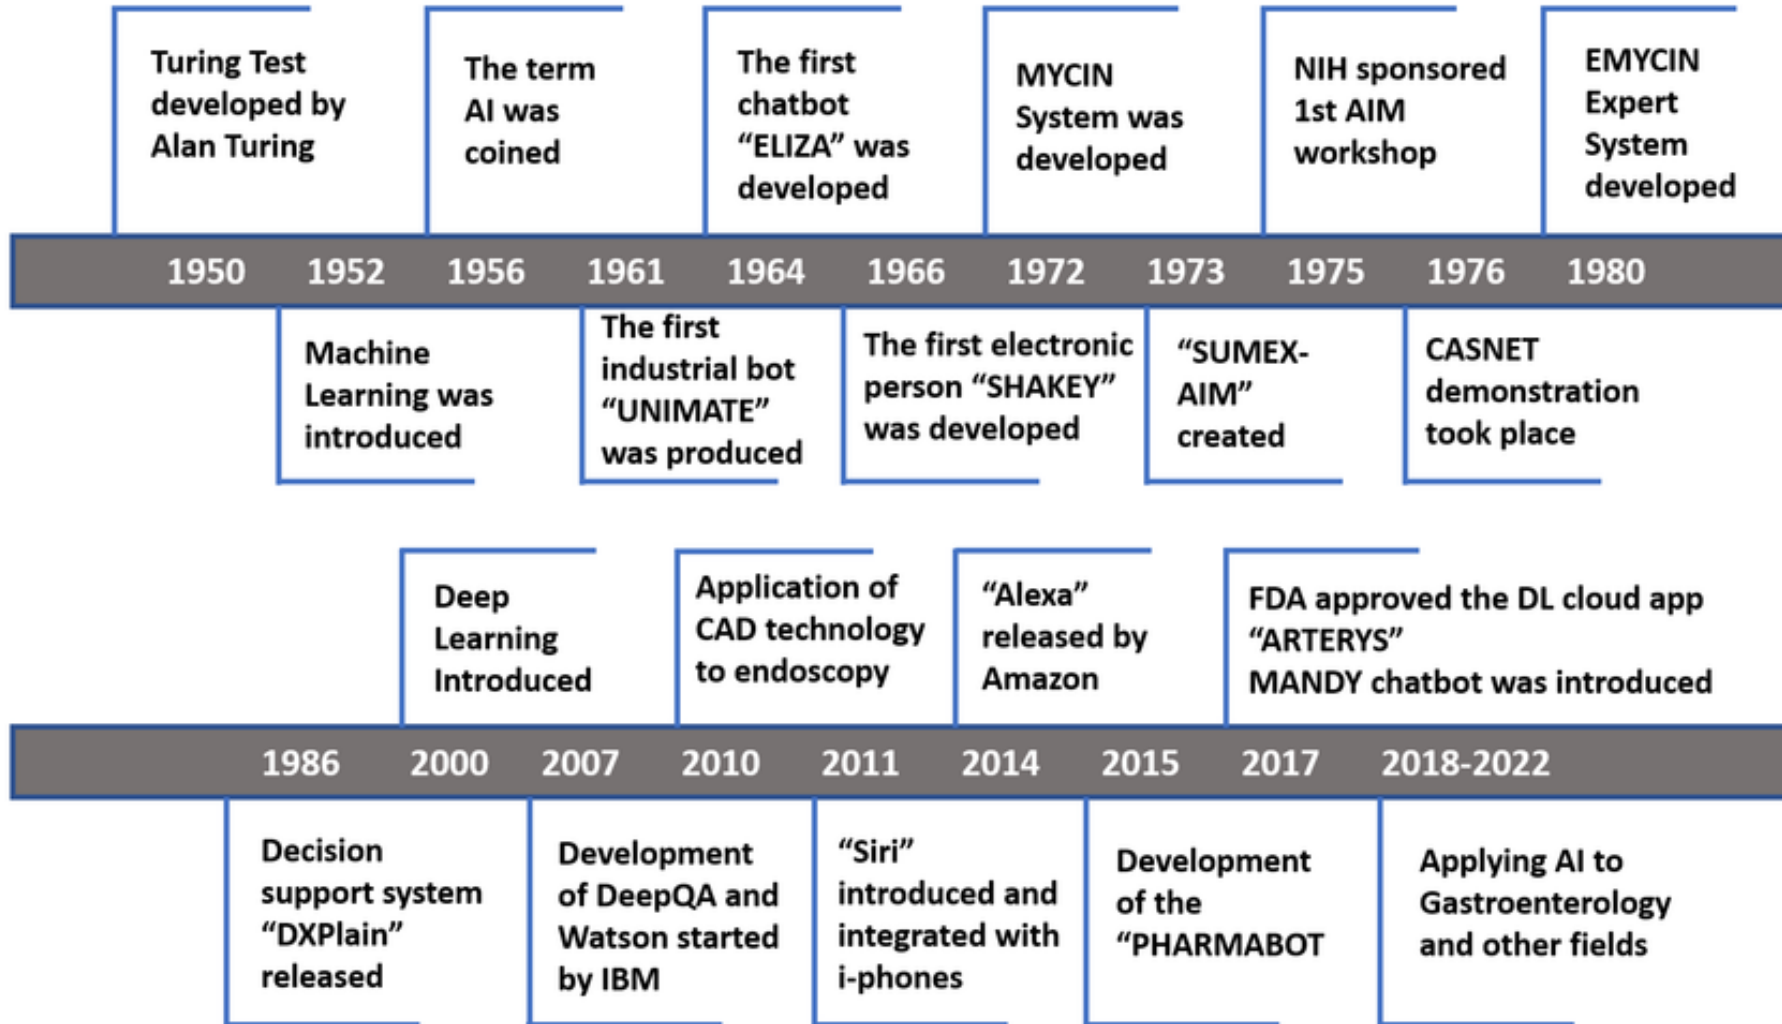 Turing Test
developed by
Alan Turing
The term
AI was
coined
The first
chatbot
“ELIZA” was
developed
MYCIN
System was
developed
NIH sponsored
1st AIM
workshop
EMYCIN
Expert
System
developed
1950 1952 1956 1961 1964 1966 1972 1973 1975 1976 1980
Machine
Learning was
introduced
The first
industrial bot
“UNIMATE”
was produced
The first electronic
person “SHAKEY”
was developed
“SUMEX-
AIM”
created
CASNET
demonstration
took place
Deep
Learning
Introduced
Application of
CAD technology
to endoscopy
“Alexa”
released by
Amazon
FDA approved the DL cloud app
“ARTERYS”
MANDY chatbot was introduced
1986 2000 2007 2010 2011 2014 2015 2017 2018-2022
Decision
support system
“DXPlain”
released
Development
of DeepQA and
Watson started
by IBM
“Siri”
introduced and
integrated with
i-phones
Development
of the
“PHARMABOT
Applying AI to
Gastroenterology
and other fields